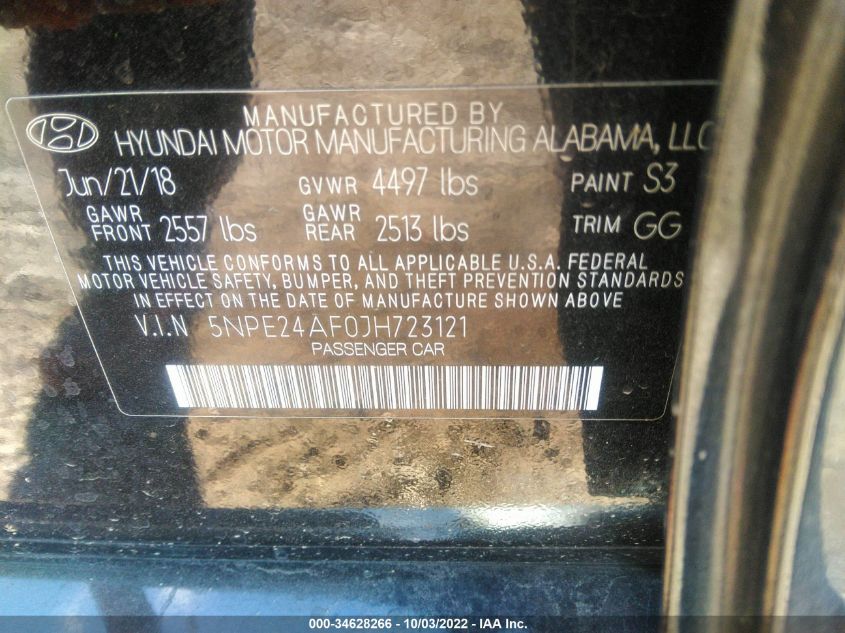 MANUFACTURED BY
HYUNDAI MOTOR MANUFACTURING ALABAMA, LLC
Jun/21/18 GVWR 4497 lbs PAINT S3
GAWR FRONT 2557 lbs GAWR REAR 2513 lbs TRIM GG
THIS VEHICLE CONFORMS TO ALL APPLICABLE U.S.A. FEDERAL
MOTOR VEHICLE SAFETY, BUMPER, AND THEFT PREVENTION STANDARDS
IN EFFECT ON THE DATE OF MANUFACTURE SHOWN ABOVE
V.I.N 5NPE24AF0JH723121
PASSENGER CAR
000-34628266 - 10/03/2022 - IAA Inc.